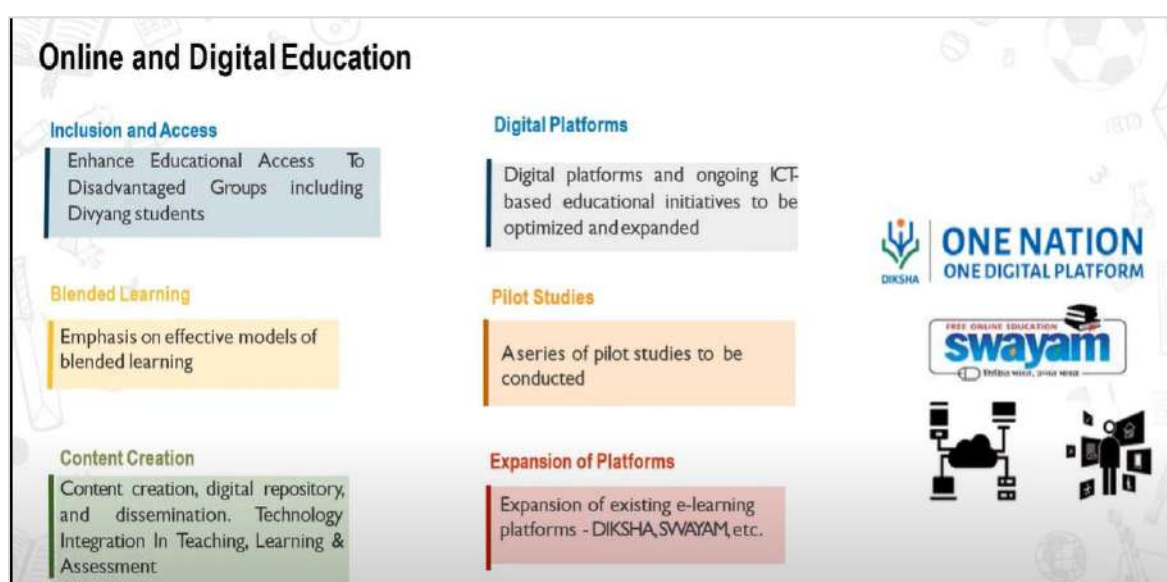 Online and Digital Education
Inclusion and Access
Enhance Educational Access To
Disadvantaged Groups including
Divyang students
Blended Learning
Emphasis on effective models of
blended learning
Content Creation
Content creation, digital repository,
and dissemination. Technology
Integration In Teaching, Learning &
Assessment
Digital Platforms
Digital platforms and ongoing ICT-
based educational initiatives to be
optimized and expanded
Pilot Studies
A series of pilot studies to be
conducted
Expansion of Platforms
Expansion of existing e-learning
platforms - DIKSHA, SWAYAM, etc.
DIKSHA
ONE NATION
ONE DIGITAL PLATFORM
FREE ONLINE EDUCATION
swayam
शिक्षित भारत, उन्नत भारत